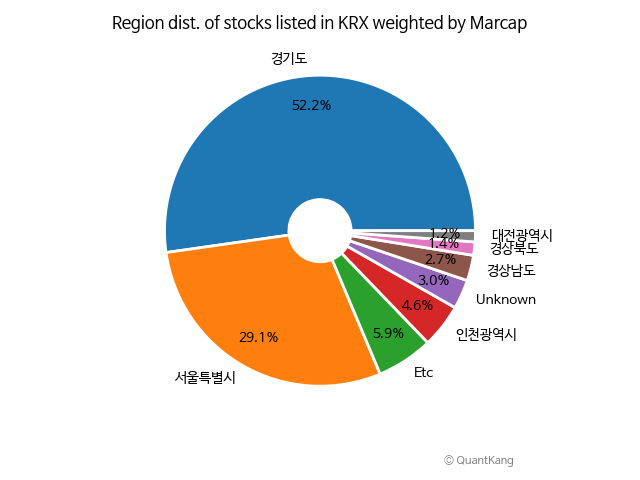 Region dist. of stocks listed in KRX weighted by Marcap
경기도
52.2%
1.2%
대전광역시
1.4%
경상북도
2.7%
경상남도
3.0%
Unknown
4.6%
인천광역시
5.9%
Etc
29.1%
서울특별시
© QuantKang